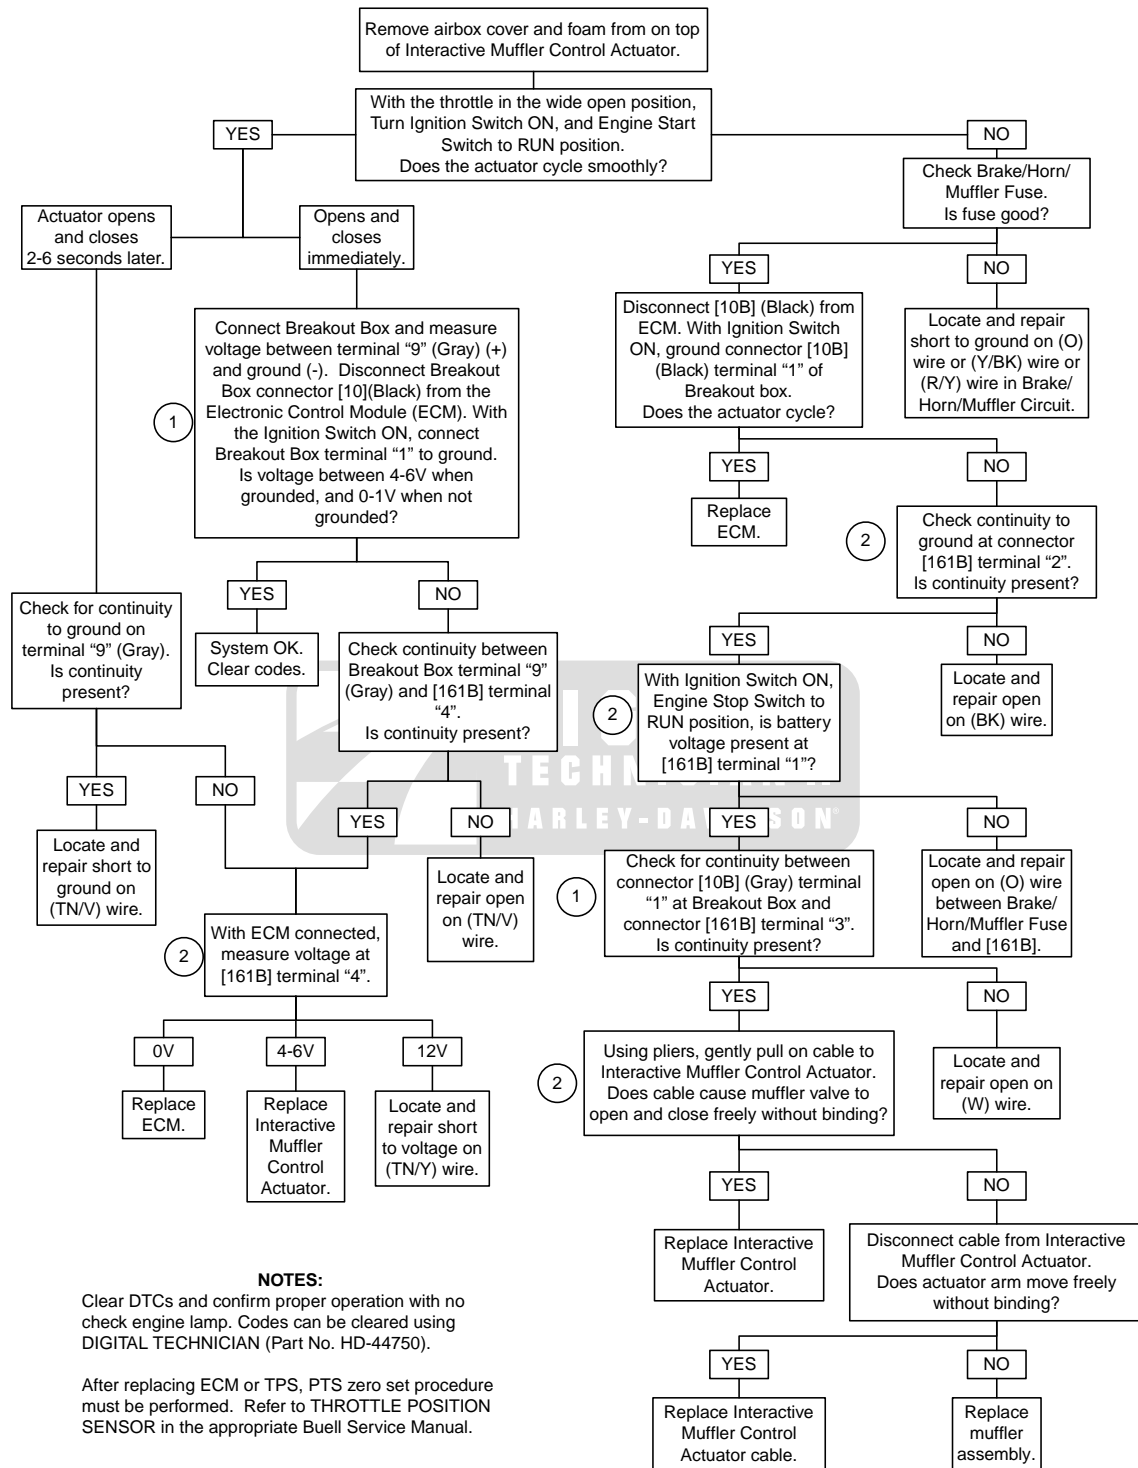 Remove airbox cover and foam from on top
of Interactive Muffler Control Actuator.
With the throttle in the wide open position,
Turn Ignition Switch ON, and Engine Start
Switch to RUN position.
Does the actuator cycle smoothly?
YES
NO
Actuator opens
and closes
2-6 seconds later.
Opens and
closes
immediately.
Check Brake/Horn/
Muffler Fuse.
Is fuse good?
YES
NO
Connect Breakout Box and measure
voltage between terminal “9” (Gray) (+)
and ground (-). Disconnect Breakout
Box connector [10](Black) from the
Electronic Control Module (ECM). With
the Ignition Switch ON, connect
Breakout Box terminal “1” to ground.
Is voltage between 4-6V when
grounded, and 0-1V when not
grounded?
1
Disconnect [10B] (Black) from
ECM. With Ignition Switch
ON, ground connector [10B]
(Black) terminal “1” of
Breakout box.
Does the actuator cycle?
Locate and repair
short to ground on (O)
wire or (Y/BK) wire or
(R/Y) wire in Brake/
Horn/Muffler Circuit.
YES
NO
Replace
ECM.
2
Check continuity to
ground at connector
[161B] terminal “2”.
Is continuity present?
YES
NO
System OK.
Clear codes.
Check continuity between
Breakout Box terminal “9”
(Gray) and [161B] terminal
“4”.
Is continuity present?
Check for continuity
to ground on
terminal “9” (Gray).
Is continuity
present?
YES
NO
2
With Ignition Switch ON,
Engine Stop Switch to
RUN position, is battery
voltage present at
[161B] terminal “1”?
Locate and
repair open
on (BK) wire.
YES
NO
YES
NO
YES
NO
Locate and
repair short to
ground on
(TN/V) wire.
Locate and
repair open
on (TN/V)
wire.
1
Check for continuity between
connector [10B] (Gray) terminal
“1” at Breakout Box and
connector [161B] terminal “3”.
Is continuity present?
Locate and repair
open on (O) wire
between Brake/
Horn/Muffler Fuse
and [161B].
2
With ECM connected,
measure voltage at
[161B] terminal “4”.
YES
NO
0V
4-6V
12V
Replace
ECM.
Replace
Interactive
Muffler
Control
Actuator.
Locate and
repair short
to voltage on
(TN/Y) wire.
2
Using pliers, gently pull on cable to
Interactive Muffler Control Actuator.
Does cable cause muffler valve to
open and close freely without binding?
Locate and
repair open on
(W) wire.
YES
NO
Replace Interactive
Muffler Control
Actuator.
Disconnect cable from Interactive
Muffler Control Actuator.
Does actuator arm move freely
without binding?
YES
NO
Replace Interactive
Muffler Control
Actuator cable.
Replace
muffler
assembly.
NOTES:
Clear DTCs and confirm proper operation with no
check engine lamp. Codes can be cleared using
DIGITAL TECHNICIAN (Part No. HD-44750).
After replacing ECM or TPS, PTS zero set procedure
must be performed. Refer to THROTTLE POSITION
SENSOR in the appropriate Buell Service Manual.